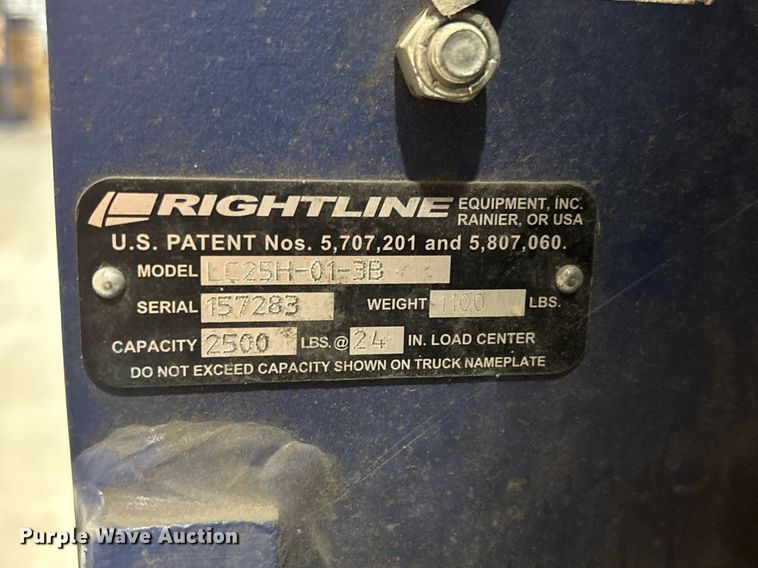 RIGHTLINE EQUIPMENT, INC.
RAINIER, OR USA
U.S. PATENT Nos. 5,707,201 and 5,807,060.
MODEL LC25H-01-3B
SERIAL 157283 WEIGHT 1100 LBS.
CAPACITY 2500 LBS. @ 24 IN. LOAD CENTER
DO NOT EXCEED CAPACITY SHOWN ON TRUCK NAMEPLATE
Purple Wave Auction